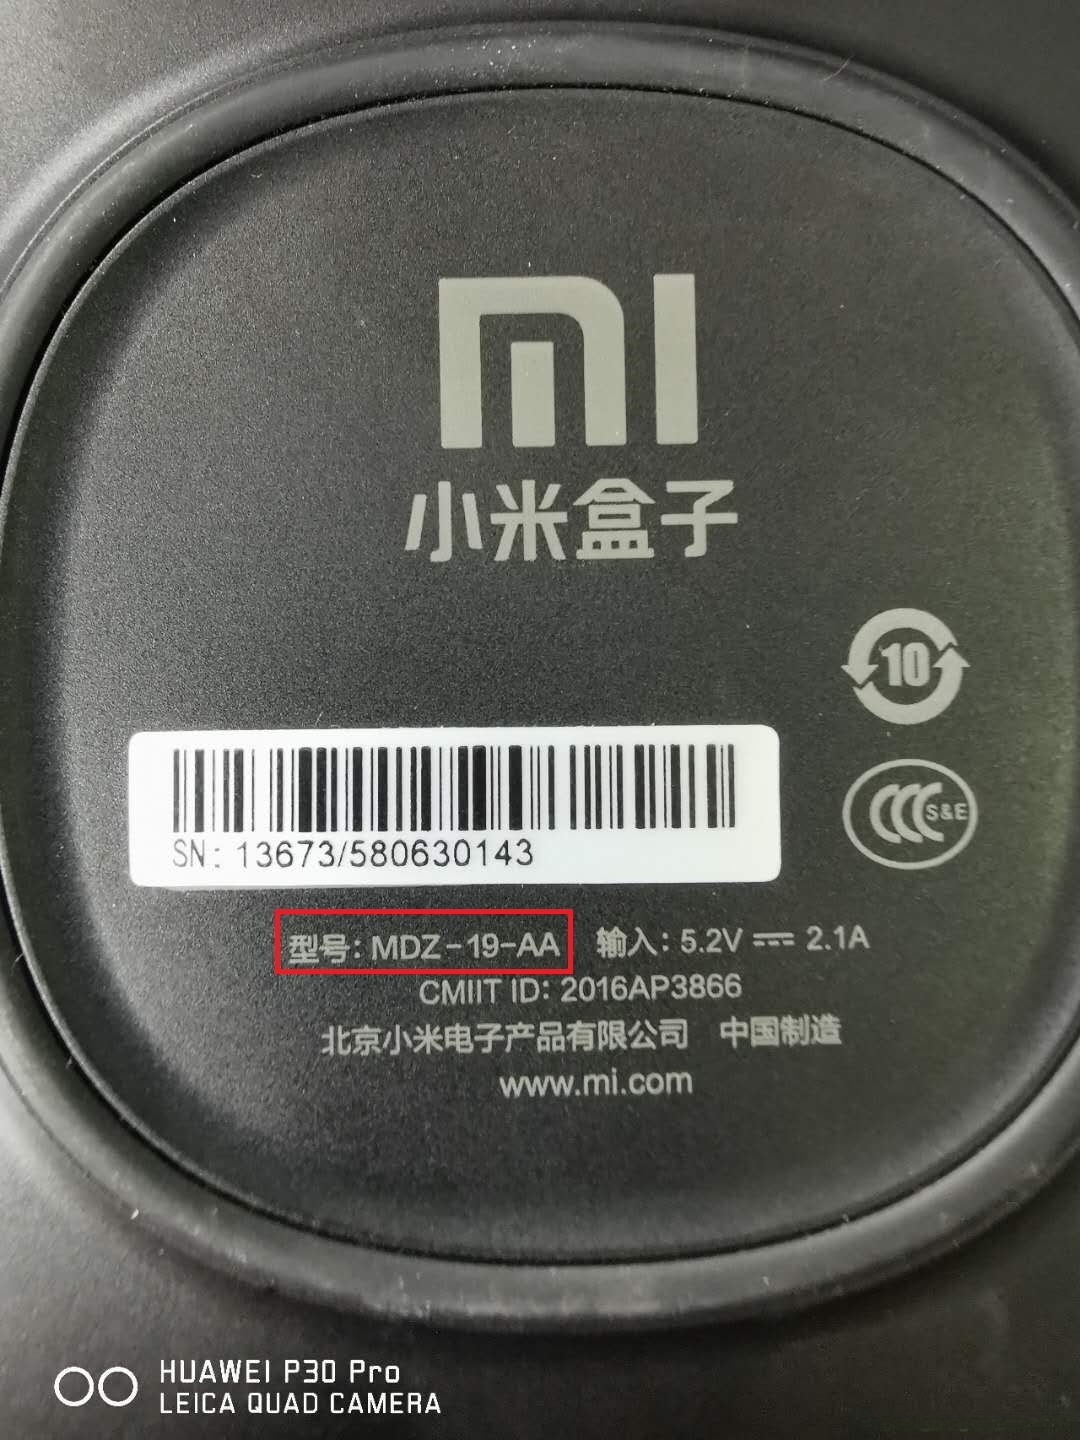 mi
小米盒子
10
CCC S&E
SN: 13673/580630143
型号: MDZ-19-AA 输入: 5.2V ⎓ 2.1A
CMIIT ID: 2016AP3866
北京小米电子产品有限公司 中国制造
www.mi.com
HUAWEI P30 Pro
LEICA QUAD CAMERA